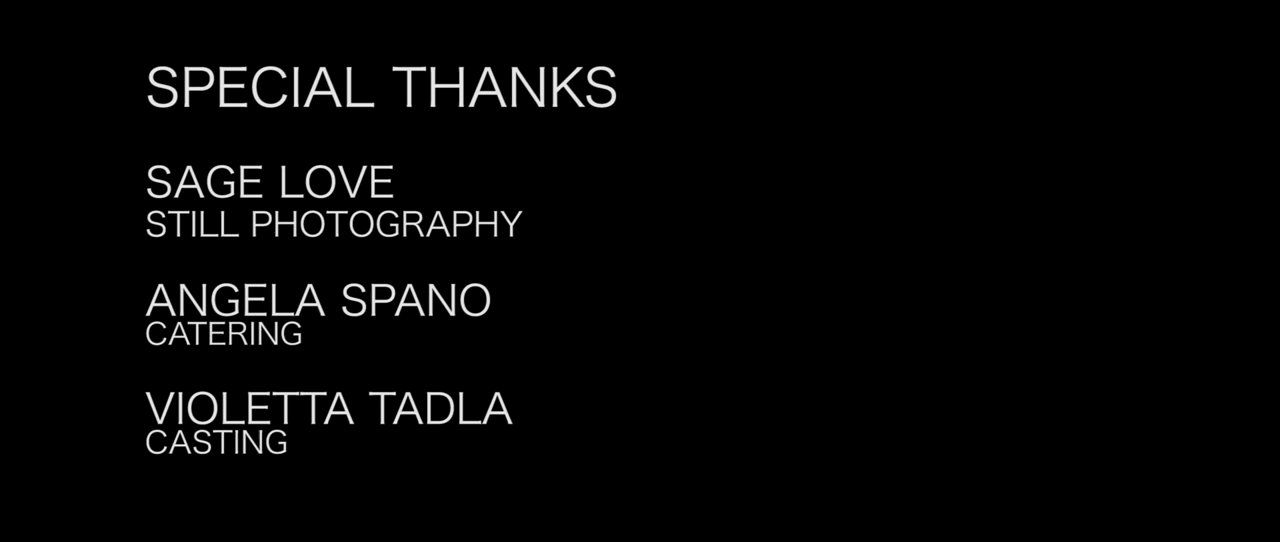 SPECIAL THANKS
SAGE LOVE
STILL PHOTOGRAPHY
ANGELA SPANO
CATERING
VIOLETTA TADLA
CASTING